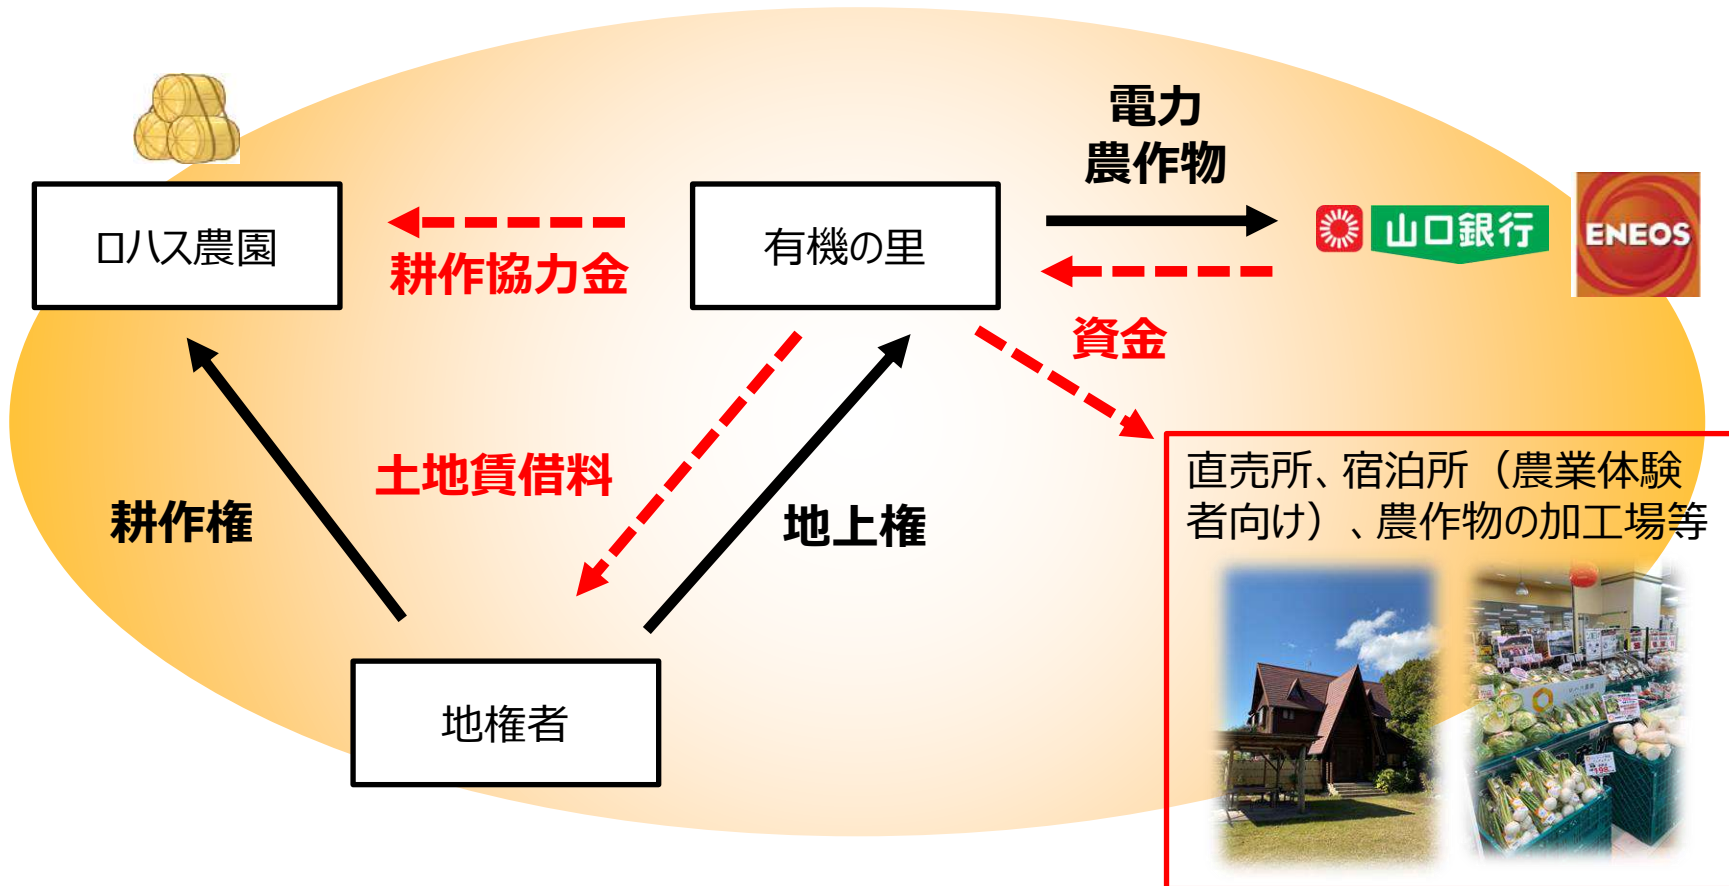 電力
農作物
ロハス農園
耕作協力金
有機の里
山口銀行
ENEOS
資金
土地賃借料
耕作権
地上権
直売所、宿泊所（農業体験
者向け）、農作物の加工場等
地権者
198